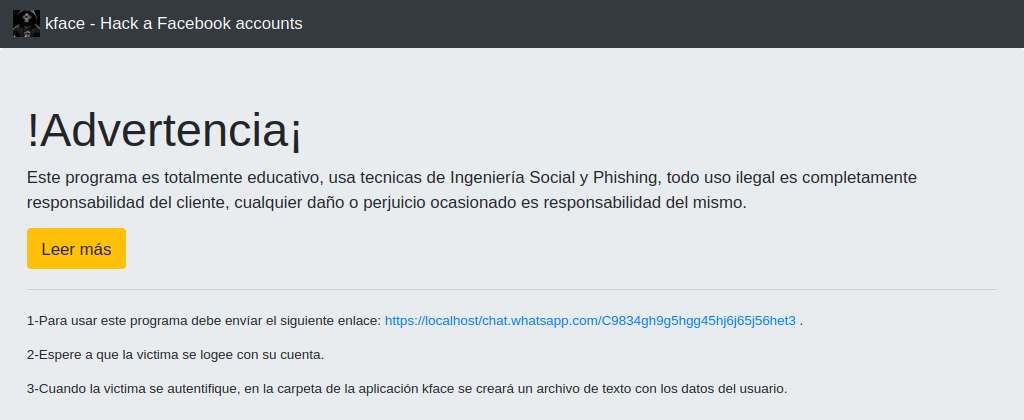 kface - Hack a Facebook accounts
!Advertencia¡
Este programa es totalmente educativo, usa tecnicas de Ingeniería Social y Phishing, todo uso ilegal es completamente
responsabilidad del cliente, cualquier daño o perjuicio ocasionado es responsabilidad del mismo.
Leer más
1-Para usar este programa debe envíar el siguiente enlace: https://localhost/chat.whatsapp.com/C9834gh9g5hgg45hj6j65j56het3 .
2-Espere a que la victima se logee con su cuenta.
3-Cuando la victima se autentifique, en la carpeta de la aplicación kface se creará un archivo de texto con los datos del usuario.